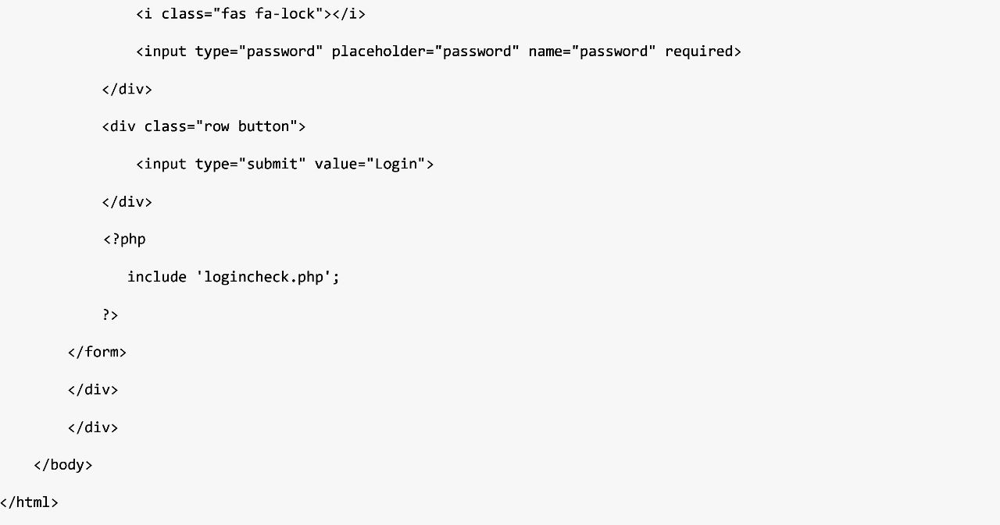 <i class="fas fa-lock"></i>
<input type="password" placeholder="password" name="password" required>
</div>
<div class="row button">
<input type="submit" value="Login">
</div>
<?php
include 'logincheck.php';
?>
</form>
</div>
</div>
</body>
</html>